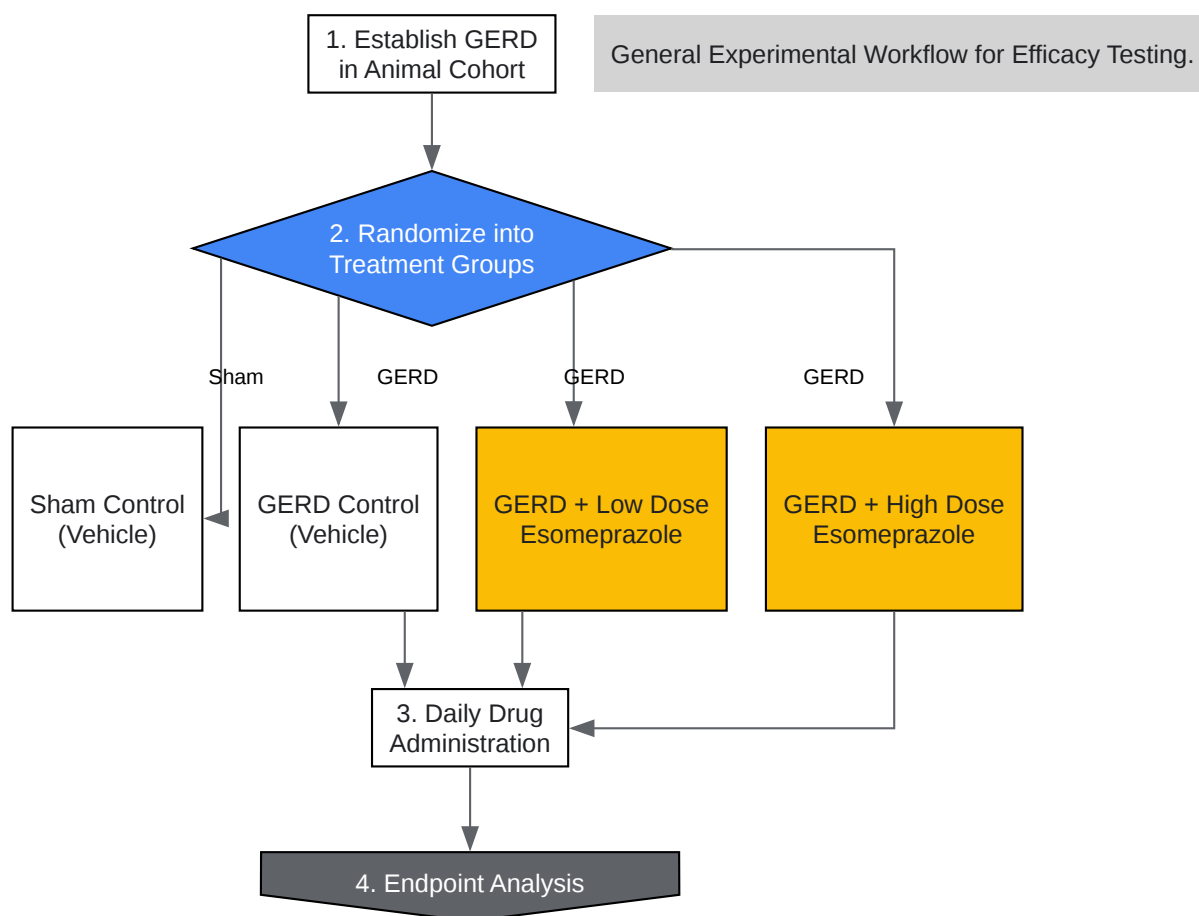 1. Establish GERD
in Animal Cohort
General Experimental Workflow for Efficacy Testing.
2. Randomize into
Treatment Groups
Sham
GERD
GERD
GERD
Sham Control
(Vehicle)
GERD Control
(Vehicle)
GERD + Low Dose
Esomeprazole
GERD + High Dose
Esomeprazole
3. Daily Drug
Administration
4. Endpoint Analysis